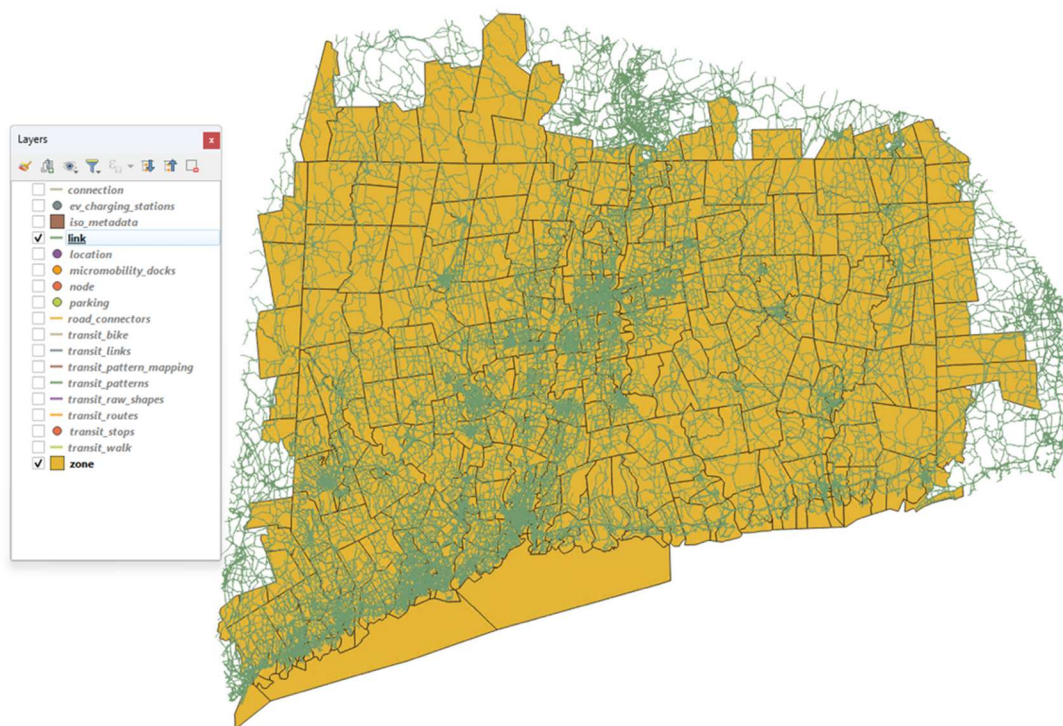 Layers
x
connection
ev_charging_stations
iso_metadata
link
location
micromobility_docks
node
parking
road_connectors
transit_bike
transit_links
transit_pattern_mapping
transit_patterns
transit_raw_shapes
transit_routes
transit_stops
transit_walk
zone